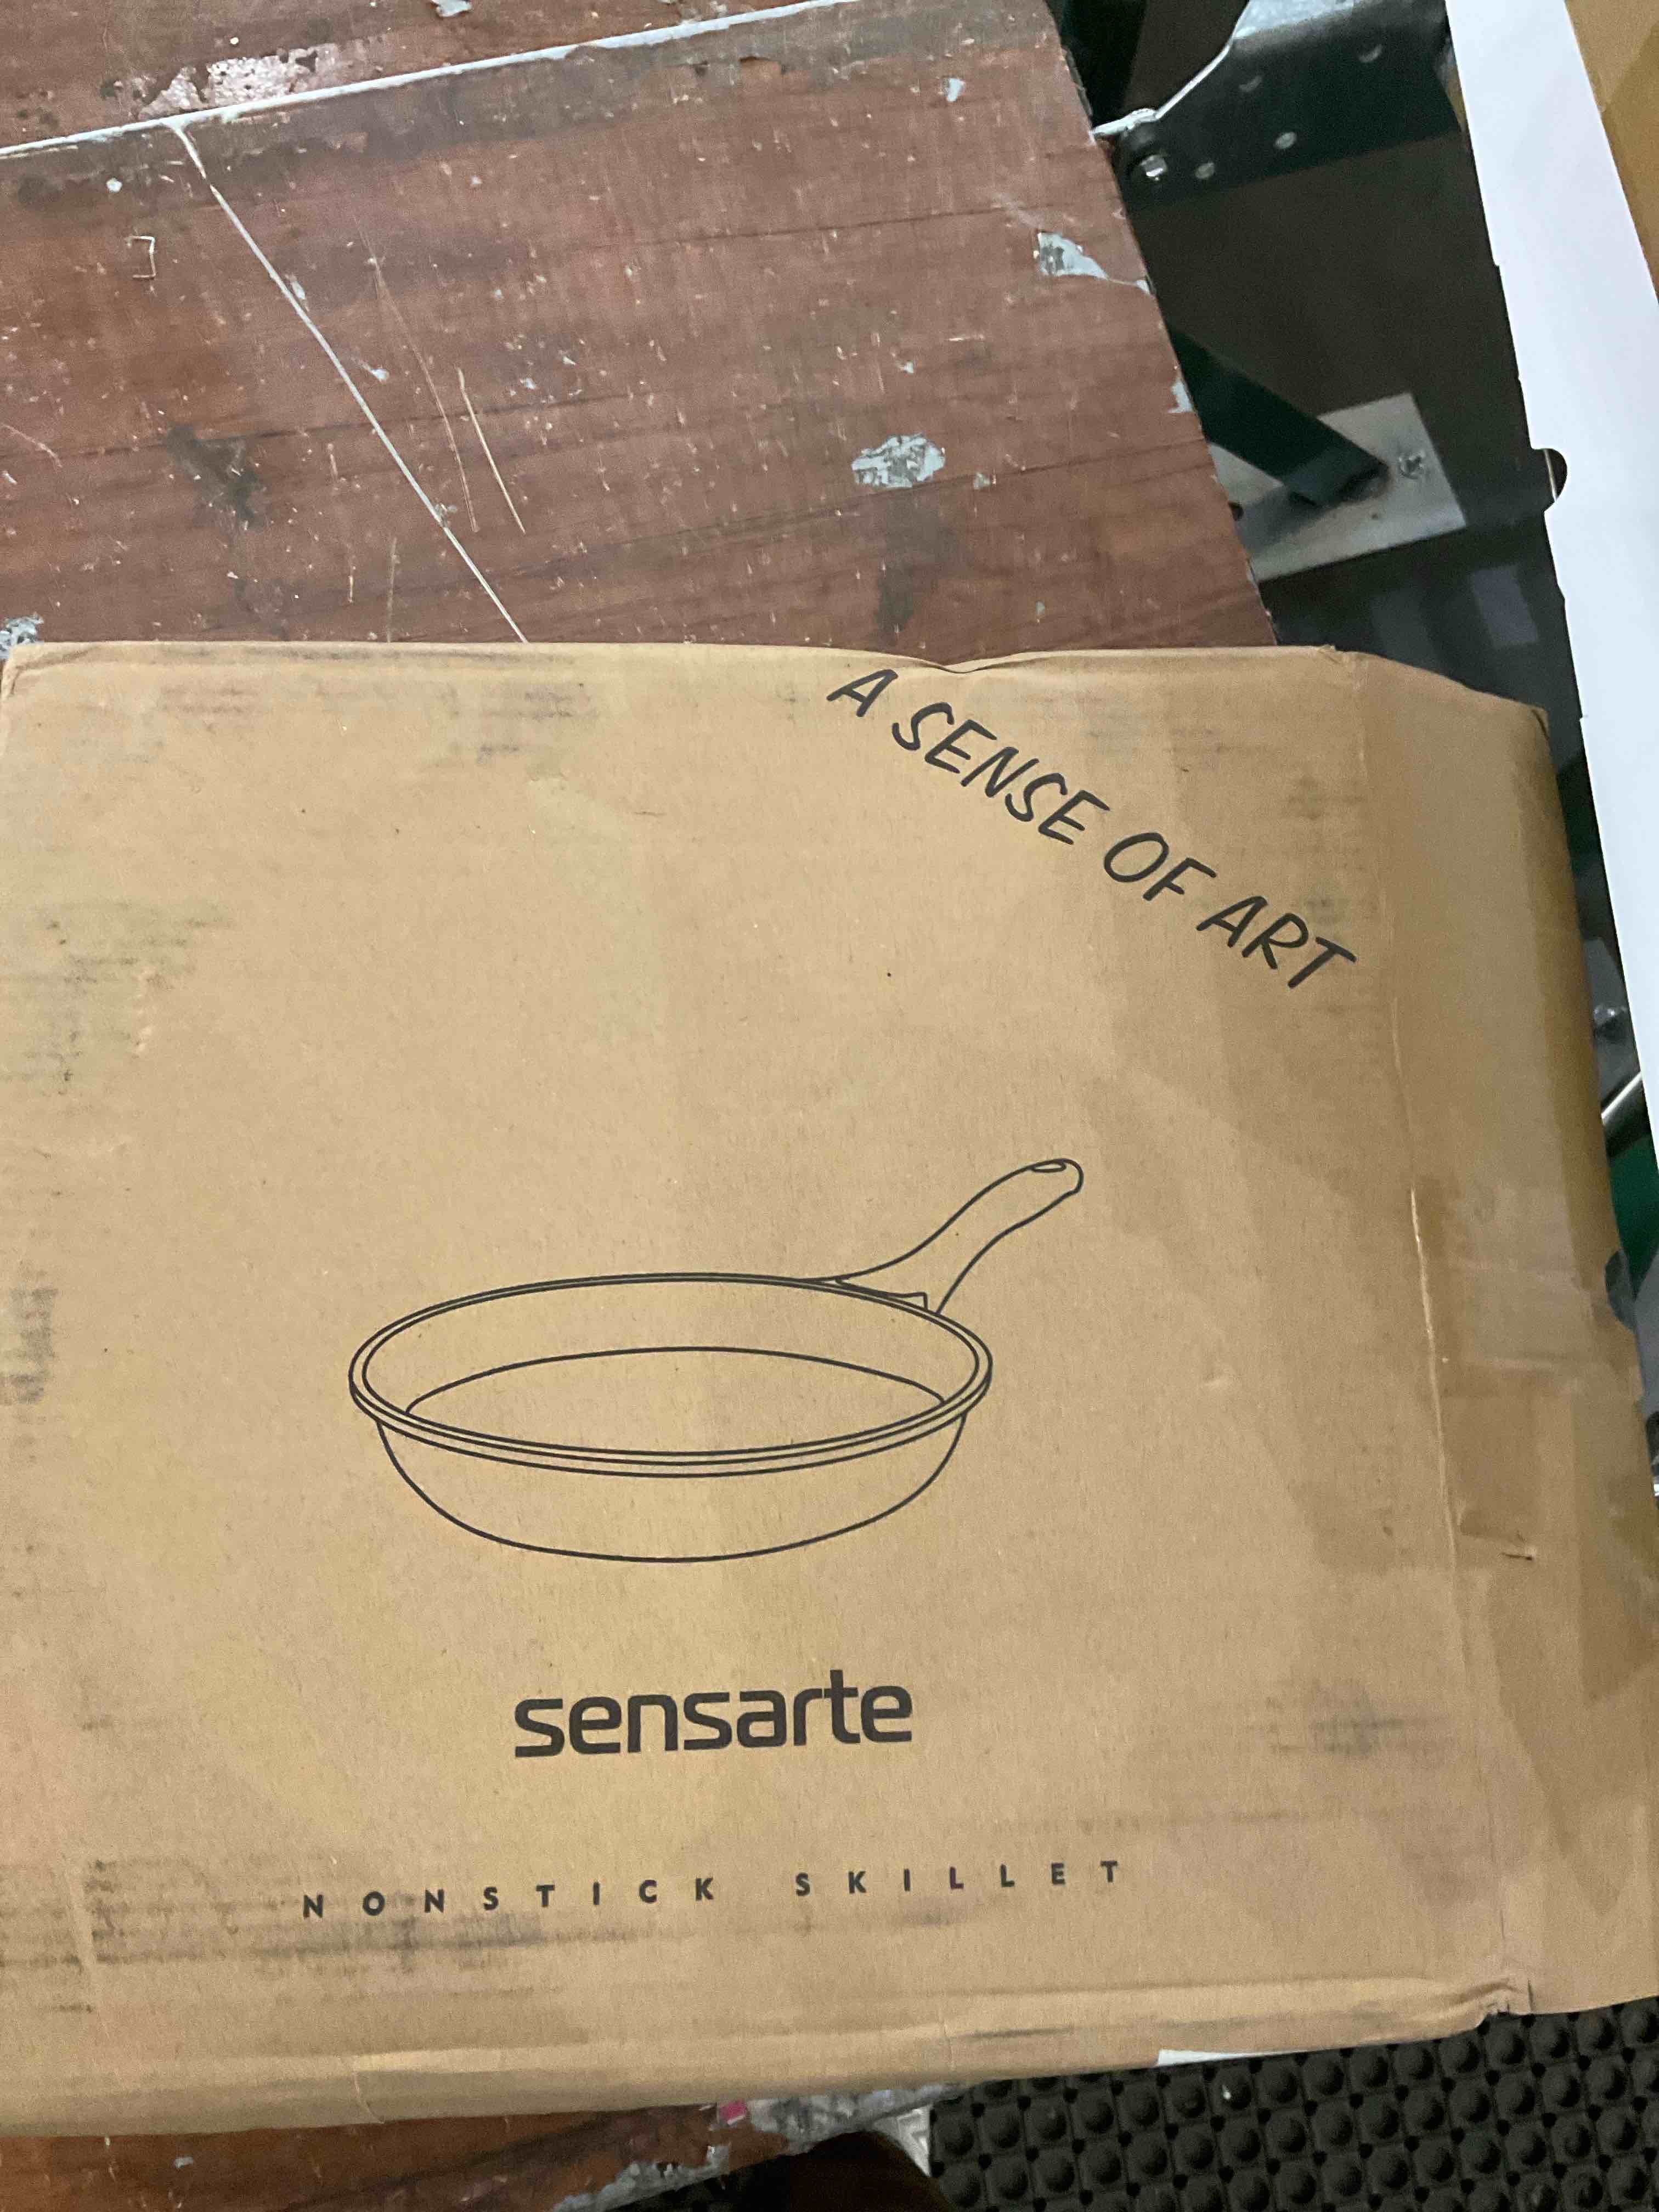 A SENSE OF ART
sensarte
NONSTICK SKILLET